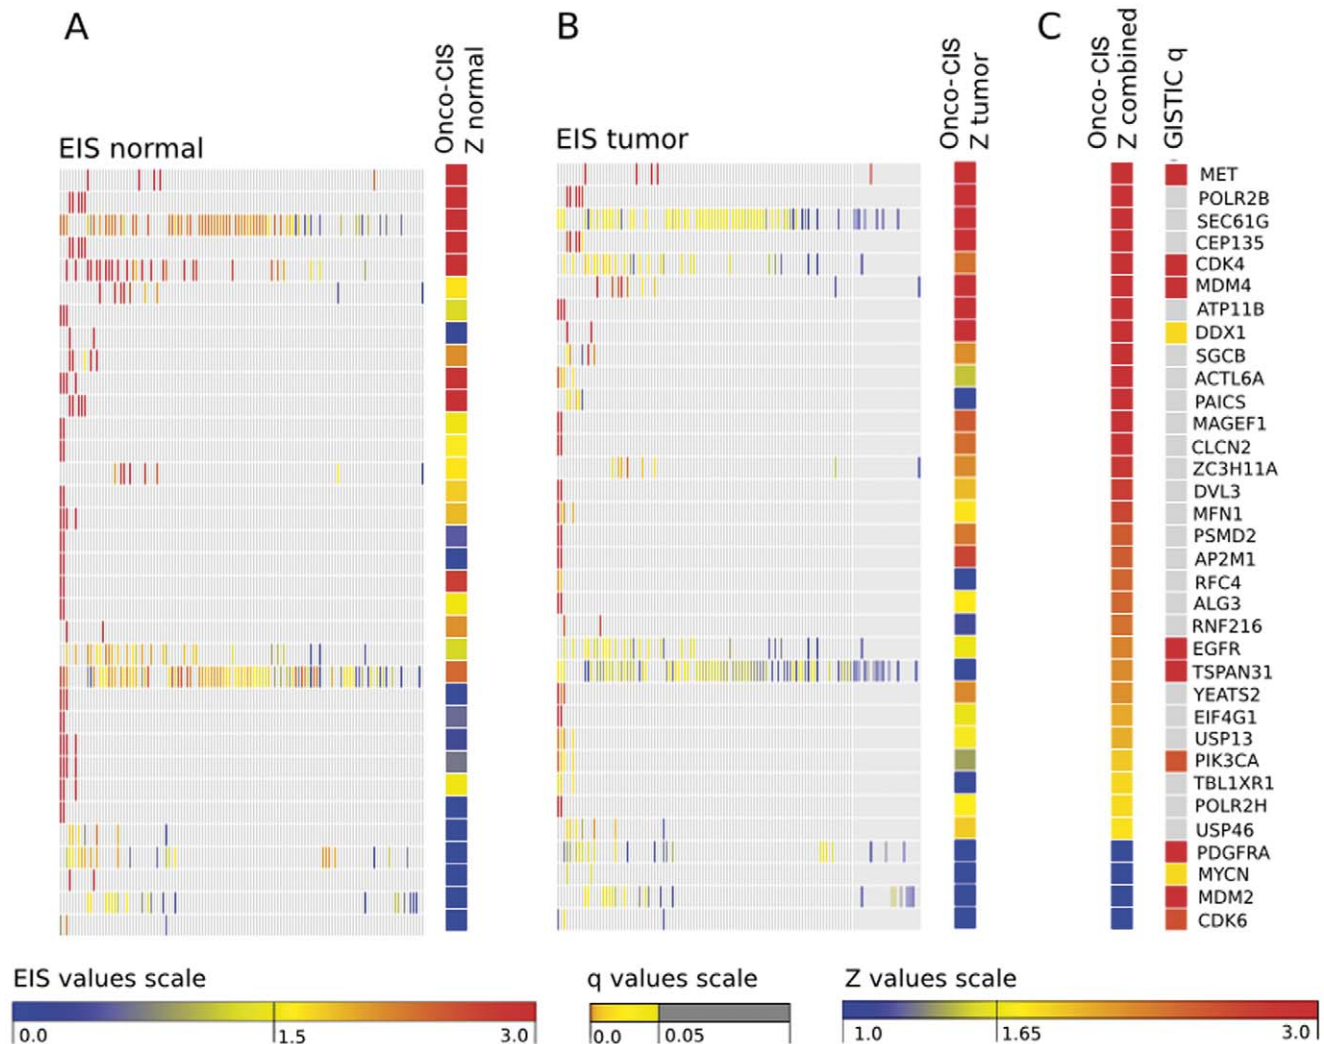 A
B
C
Onco-CIS
Z normal
Onco-CIS
Z tumor
Onco- CIS
Z combined
GISTIC q
EIS normal
EIS tumor
MET
POLR2B
SEC61G
CEP135
CDK4
MDM4
ATP11B
DDX1
SGCB
ACTL6A
PAICS
MAGEF1
CLCN2
ZC3H11A
DVL3
MFN1
PSMD2
AP2M1
RFC4
ALG3
RNF216
EGFR
TSPAN31
YEATS2
EIF4G1
USP13
PIK3CA
TBL1XR1
POLR2H
USP46
PDGFRA
MYCN
MDM2
CDK6
EIS values scale
0.0 1.5 3.0
q values scale
0.0 0.05
Z values scale
1.0 1.65 3.0